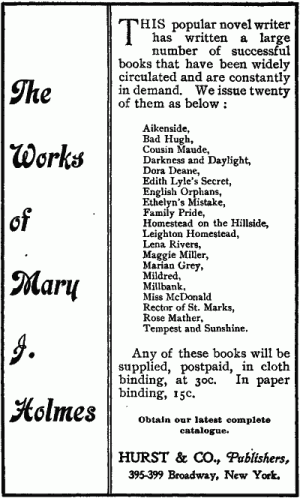 The
Works
of
Mary
J.
Holmes
THIS popular novel writer
has written a large
number of successful
books that have been widely
circulated and are constantly
in demand. We issue twenty
of them as below :
Aikenside,
Bad Hugh,
Cousin Maude,
Darkness and Daylight,
Dora Deane,
Edith Lyle's Secret,
English Orphans,
Ethelyn's Mistake,
Family Pride,
Homestead on the Hillside,
Leighton Homestead,
Lena Rivers,
Maggie Miller,
Marian Grey,
Mildred,
Millbank,
Miss McDonald
Rector of St. Marks,
Rose Mather,
Tempest and Sunshine.
Any of these books will be
supplied, postpaid, in cloth
binding, at 30c. In paper
binding, 15c.
Obtain our latest complete
catalogue.
HURST & CO., Publishers,
395-399 Broadway, New York.